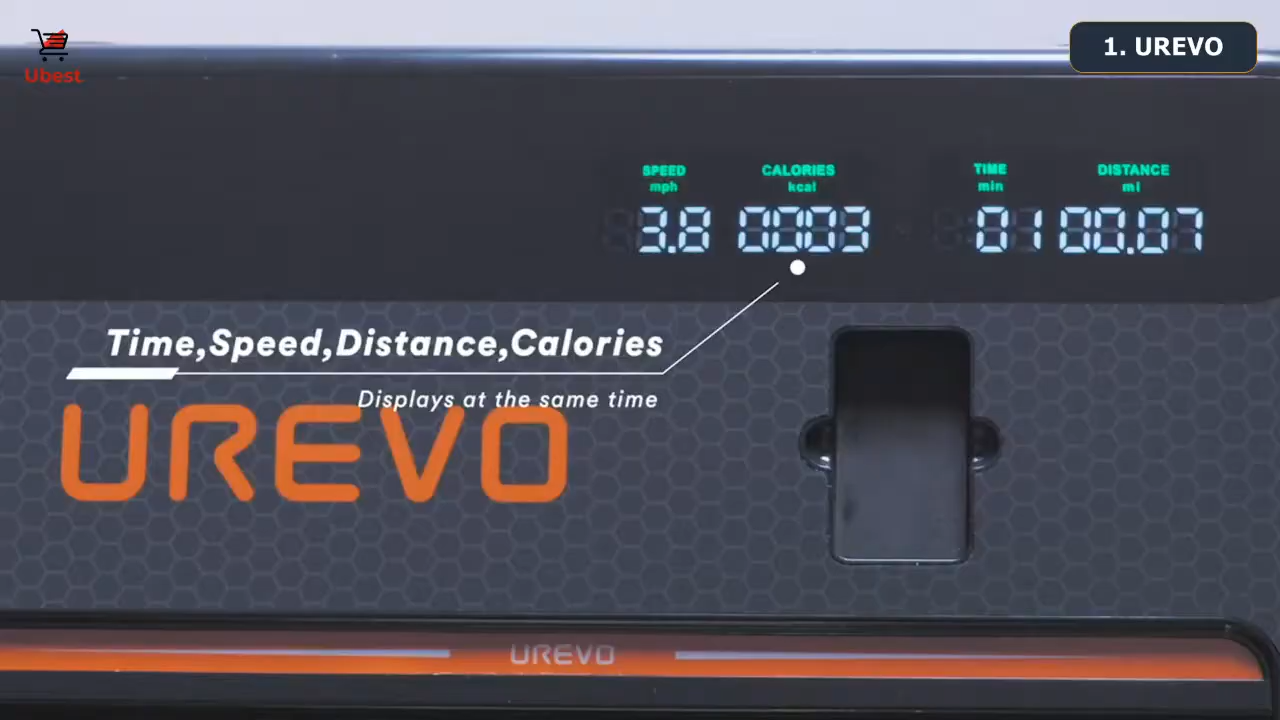 Ubest
1. UREVO
SPEED
mph
3.8
CALORIES
kcal
0003
TIME
min
01
DISTANCE
mi
00.07
Time,Speed,Distance,Calories
Displays at the same time
UREVO
UREVO